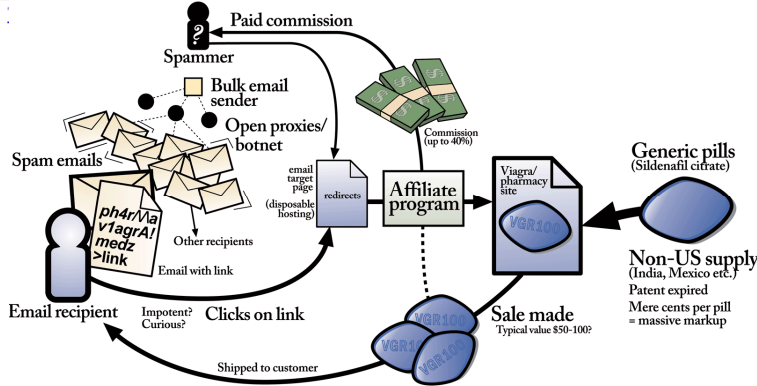 Paid commission
?
Spammer
Bulk email
sender
Open proxies/
botnet
Spam emails
$
$
$
Commission
(up to 40%)
email
target
page
(disposable
hosting)
redirects
Affiliate
program
Viagra/
pharmacy
site
VGR100
Generic pills
(Sildenafil citrate)
Non-US supply
(India, Mexico etc.)
Patent expired
Mere cents per pill
= massive markup
ph4r/\/\a
v1agrA!
medz
>link
Other recipients
Email with link
Email recipient
Impotent?
Curious?
Clicks on link
VGR100
VGR10
VGR100
Sale made
Typical value $50-100?
Shipped to customer